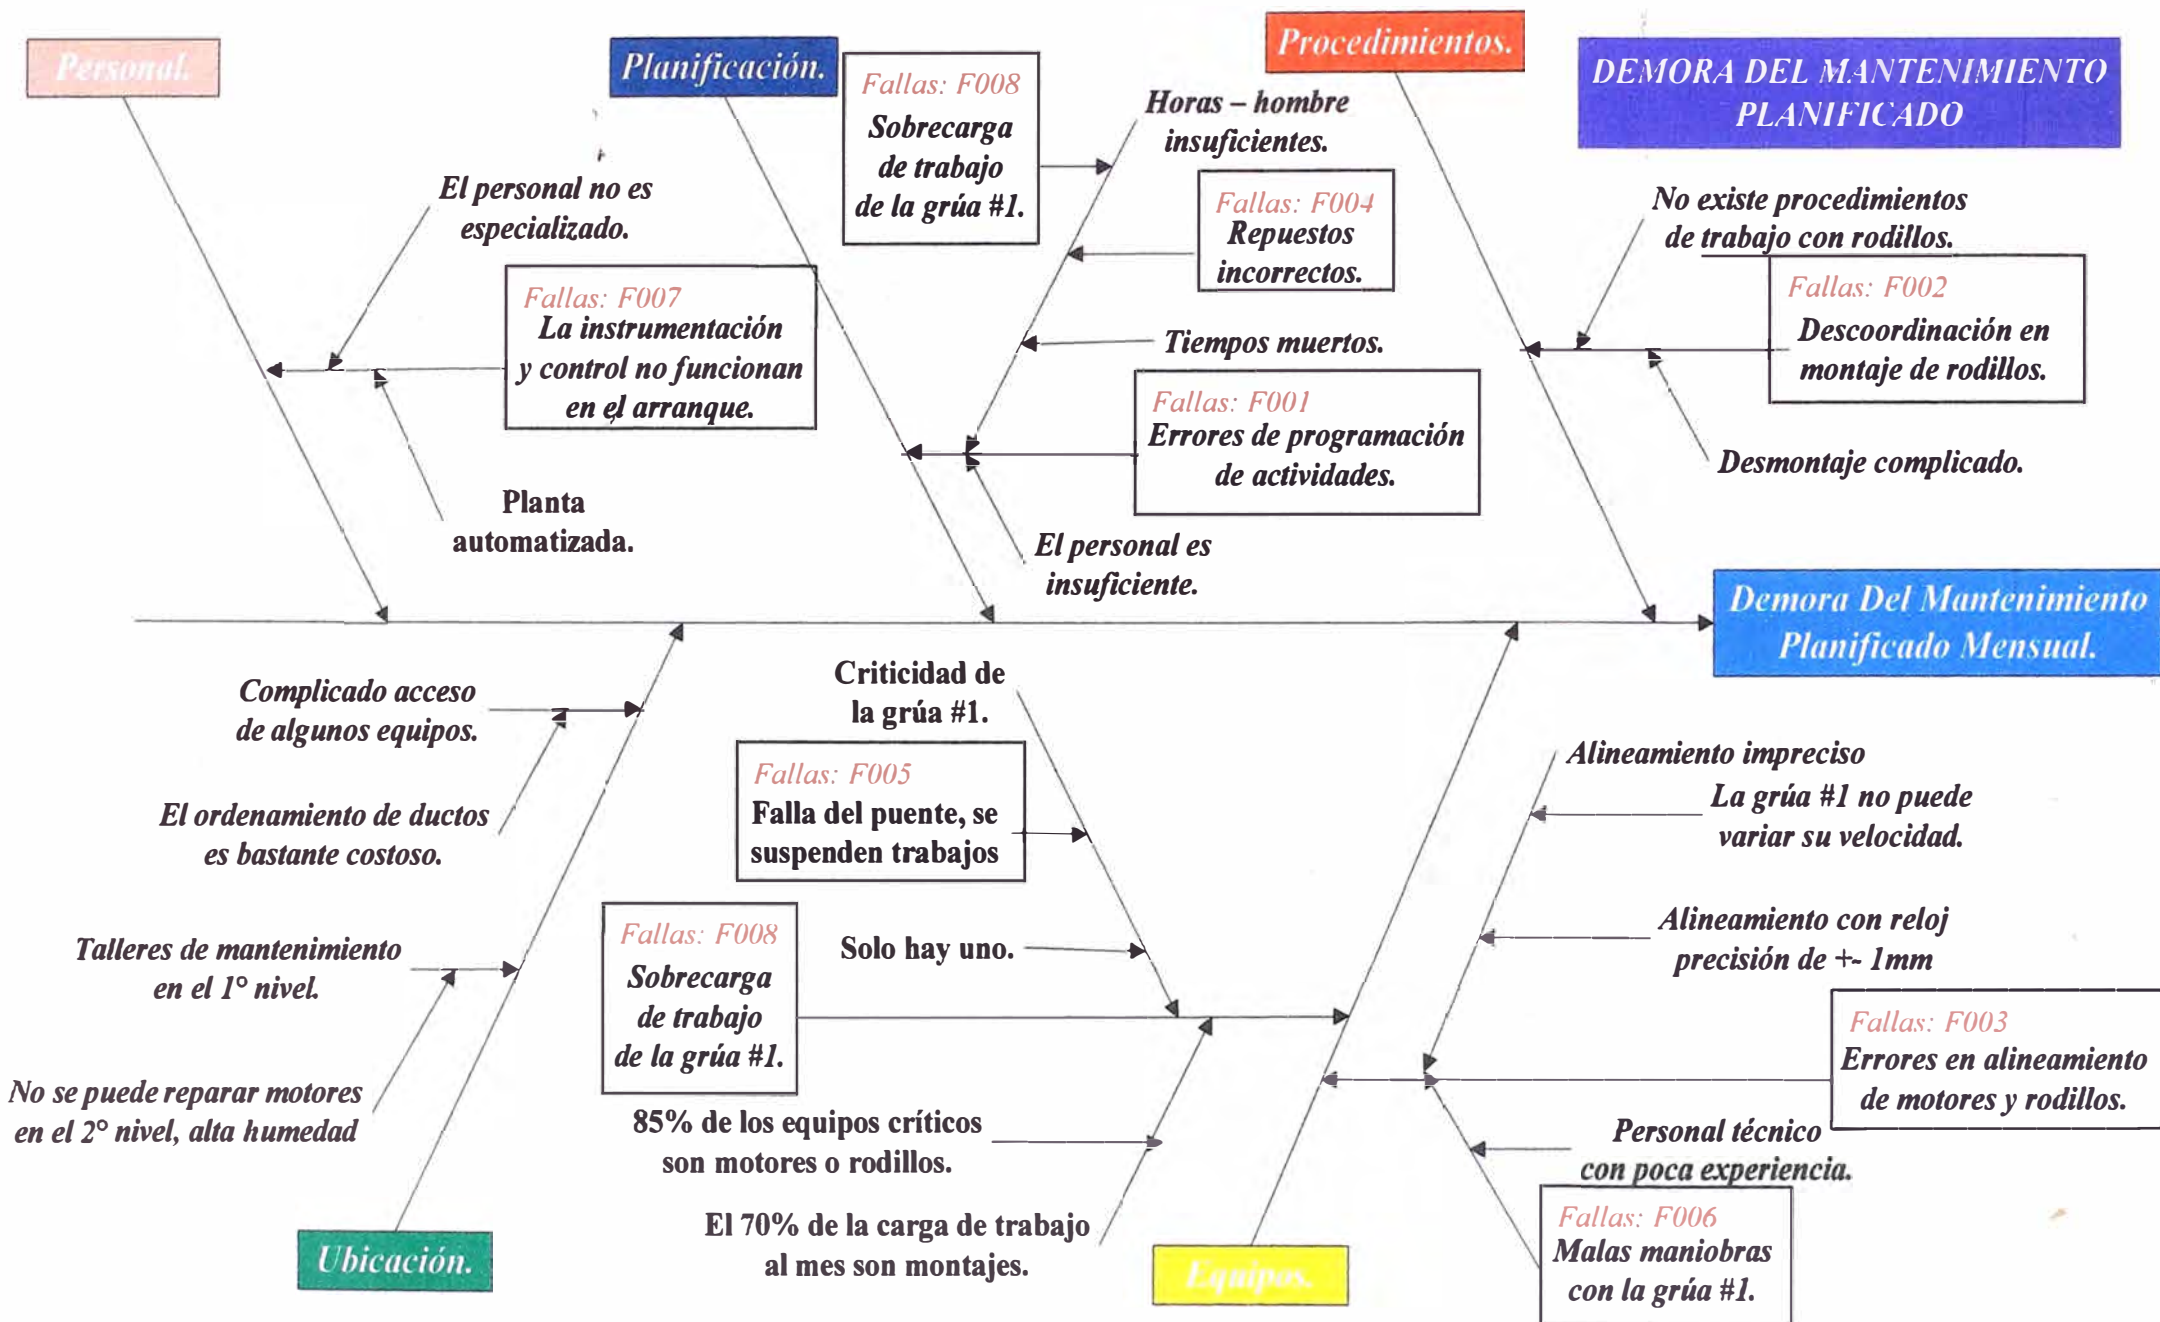 Personal.
Planificación.
Procedimientos.
DEMORA DEL MANTENIMIENTO
PLANIFICADO
Fallas: F008
Sobrecarga
de trabajo
de la grúa #1.
Horas – hombre
insuficientes.
Fallas: F004
Repuestos
incorrectos.
El personal no es
especializado.
Fallas: F007
La instrumentación
y control no funcionan
en el arranque.
Planta
automatizada.
Tiempos muertos.
Fallas: F001
Errores de programación
de actividades.
El personal es
insuficiente.
No existe procedimientos
de trabajo con rodillos.
Fallas: F002
Descoordinación en
montaje de rodillos.
Desmontaje complicado.
Demora Del Mantenimiento
Planificado Mensual.
Complicado acceso
de algunos equipos.
El ordenamiento de ductos
es bastante costoso.
Talleres de mantenimiento
en el 1° nivel.
No se puede reparar motores
en el 2° nivel, alta humedad
Ubicación.
Criticidad de
la grúa #1.
Fallas: F005
Falla del puente, se
suspenden trabajos
Solo hay uno.
Fallas: F008
Sobrecarga
de trabajo
de la grúa #1.
85% de los equipos críticos
son motores o rodillos.
El 70% de la carga de trabajo
al mes son montajes.
Equipos.
Alineamiento impreciso
La grúa #1 no puede
variar su velocidad.
Alineamiento con reloj
precisión de +- 1mm
Fallas: F003
Errores en alineamiento
de motores y rodillos.
Personal técnico
con poca experiencia.
Fallas: F006
Malas maniobras
con la grúa #1.